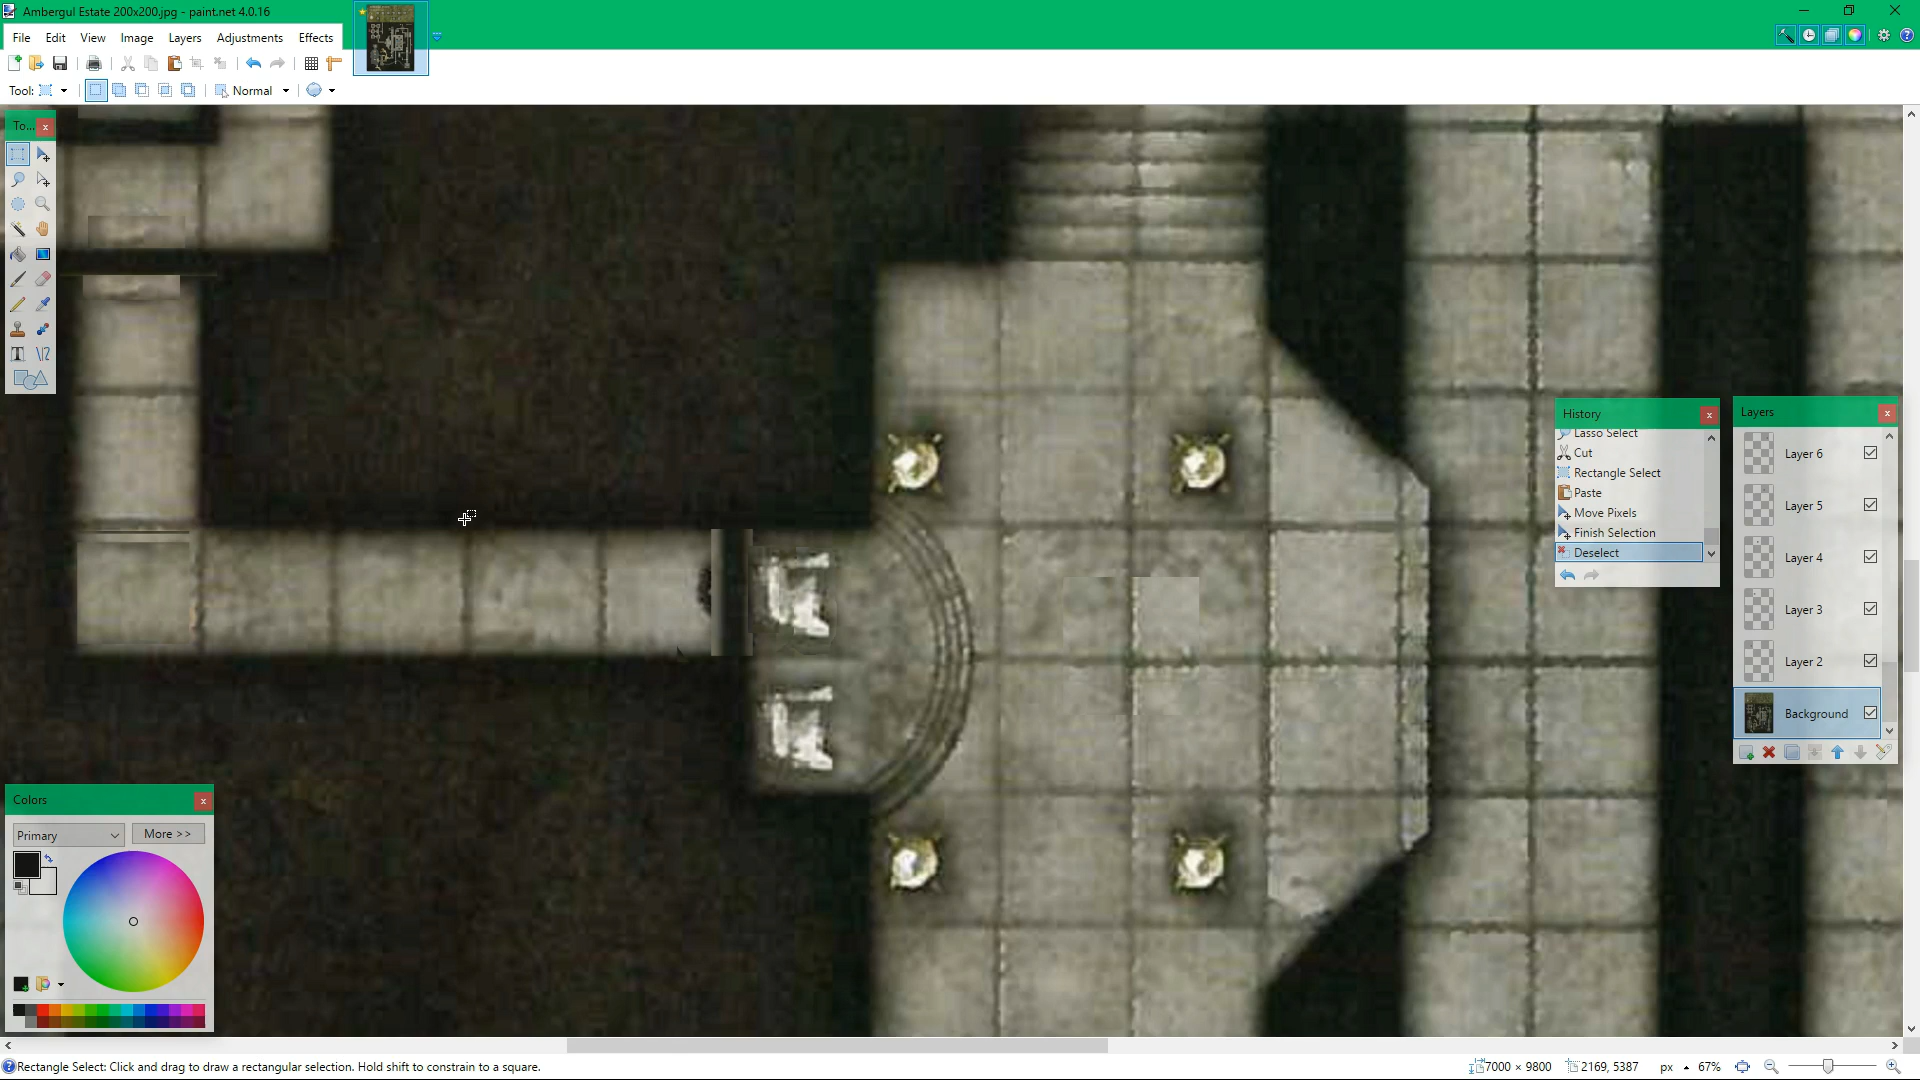 Ambergul Estate 200x200.jpg - paint.net 4.0.16
File Edit View Image Layers Adjustments Effects
Tool: Normal
To...
History
Lasso Select
Cut
Rectangle Select
Paste
Move Pixels
Finish Selection
Deselect
Layers
Layer 6
Layer 5
Layer 4
Layer 3
Layer 2
Background
Colors
Primary More >>
Rectangle Select: Click and drag to draw a rectangular selection. Hold shift to constrain to a square. 7000 × 9800 2169, 5387 px 67%